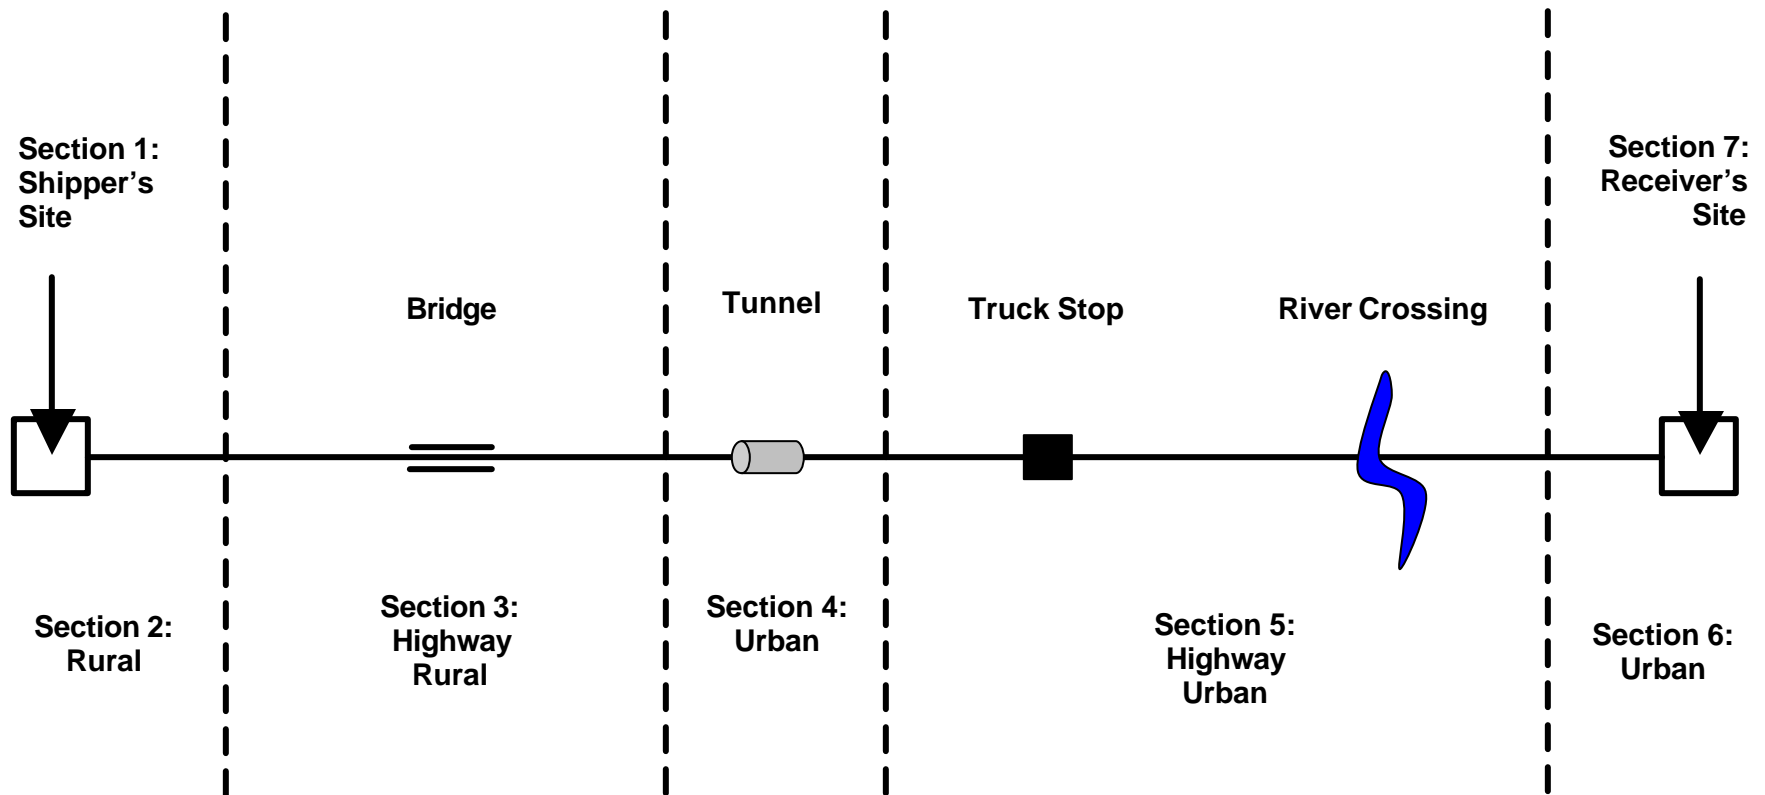 Section 1:
Shipper’s
Site
Section 7:
Receiver’s
Site
Bridge
Tunnel
Truck Stop
River Crossing
Section 2:
Rural
Section 3:
Highway
Rural
Section 4:
Urban
Section 5:
Highway
Urban
Section 6:
Urban